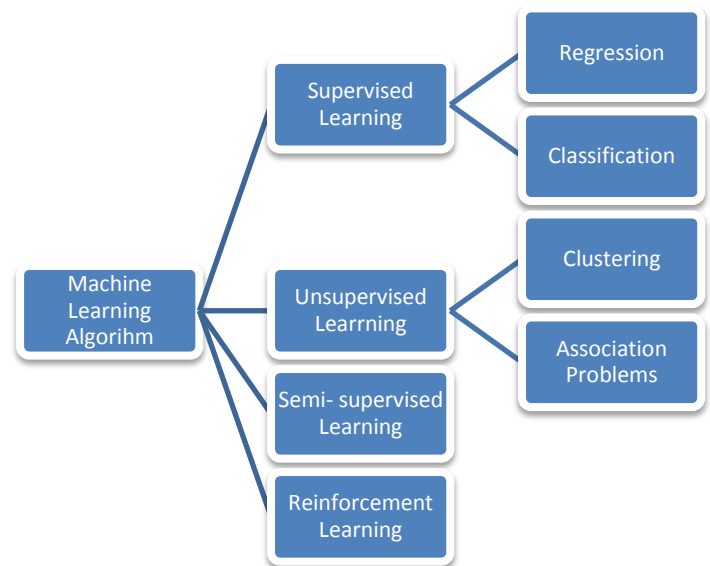 Machine
Learning
Algorihm
Supervised
Learning
Regression
Classification
Unsupervised
Learrning
Clustering
Association
Problems
Semi- supervised
Learning
Reinforcement
Learning